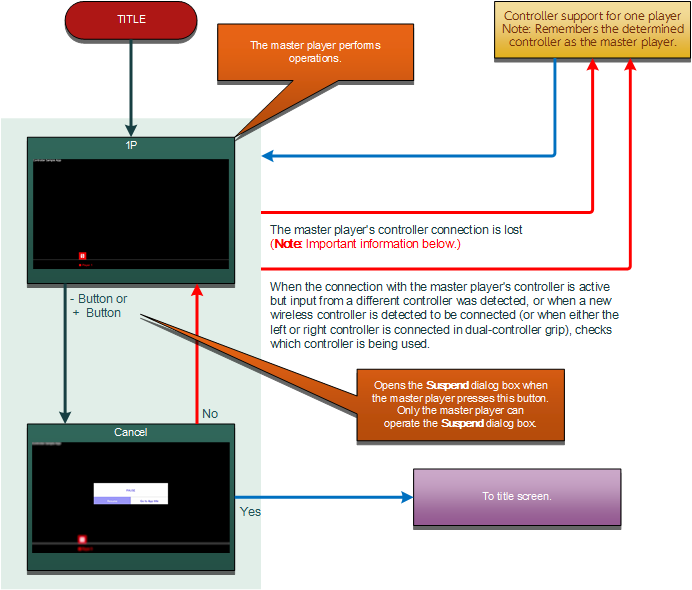 TITLE
The master player performs
operations.
Controller support for one player
Note: Remembers the determined
controller as the master player.
1P
The master player's controller connection is lost
(Note: Important information below.)
When the connection with the master player's controller is active
but input from a different controller was detected, or when a new
wireless controller is detected to be connected (or when either the
left or right controller is connected in dual-controller grip), checks
which controller is being used.
- Button or
+ Button
Opens the Suspend dialog box when
the master player presses this button.
Only the master player can
operate the Suspend dialog box.
No
Cancel
Yes
To title screen.